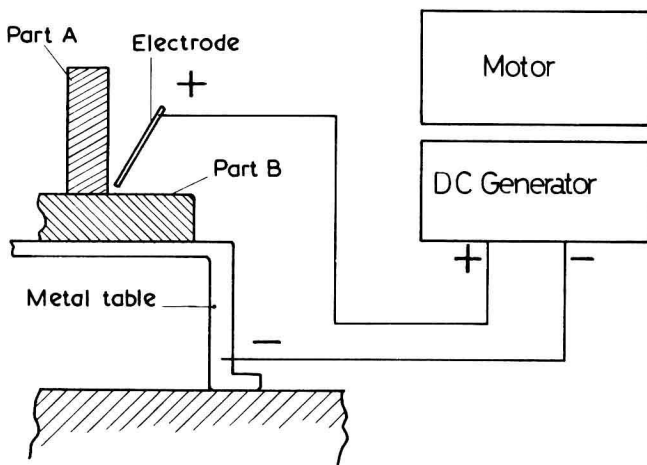 Part A
Electrode
+
Motor
Part B
DC Generator
+
−
Metal table
−